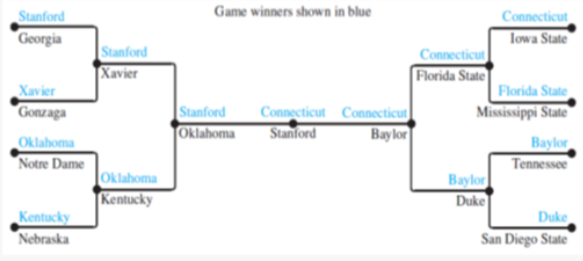 Game winners shown in blue
Stanford
Georgia
Stanford
Xavier
Xavier
Gonzaga
Stanford
Oklahoma
Oklahoma
Notre Dame
Oklahoma
Kentucky
Kentucky
Nebraska
Connecticut
Stanford
Connecticut
Baylor
Connecticut
Florida State
Connecticut
Iowa State
Florida State
Mississippi State
Baylor
Duke
Baylor
Tennessee
Duke
San Diego State